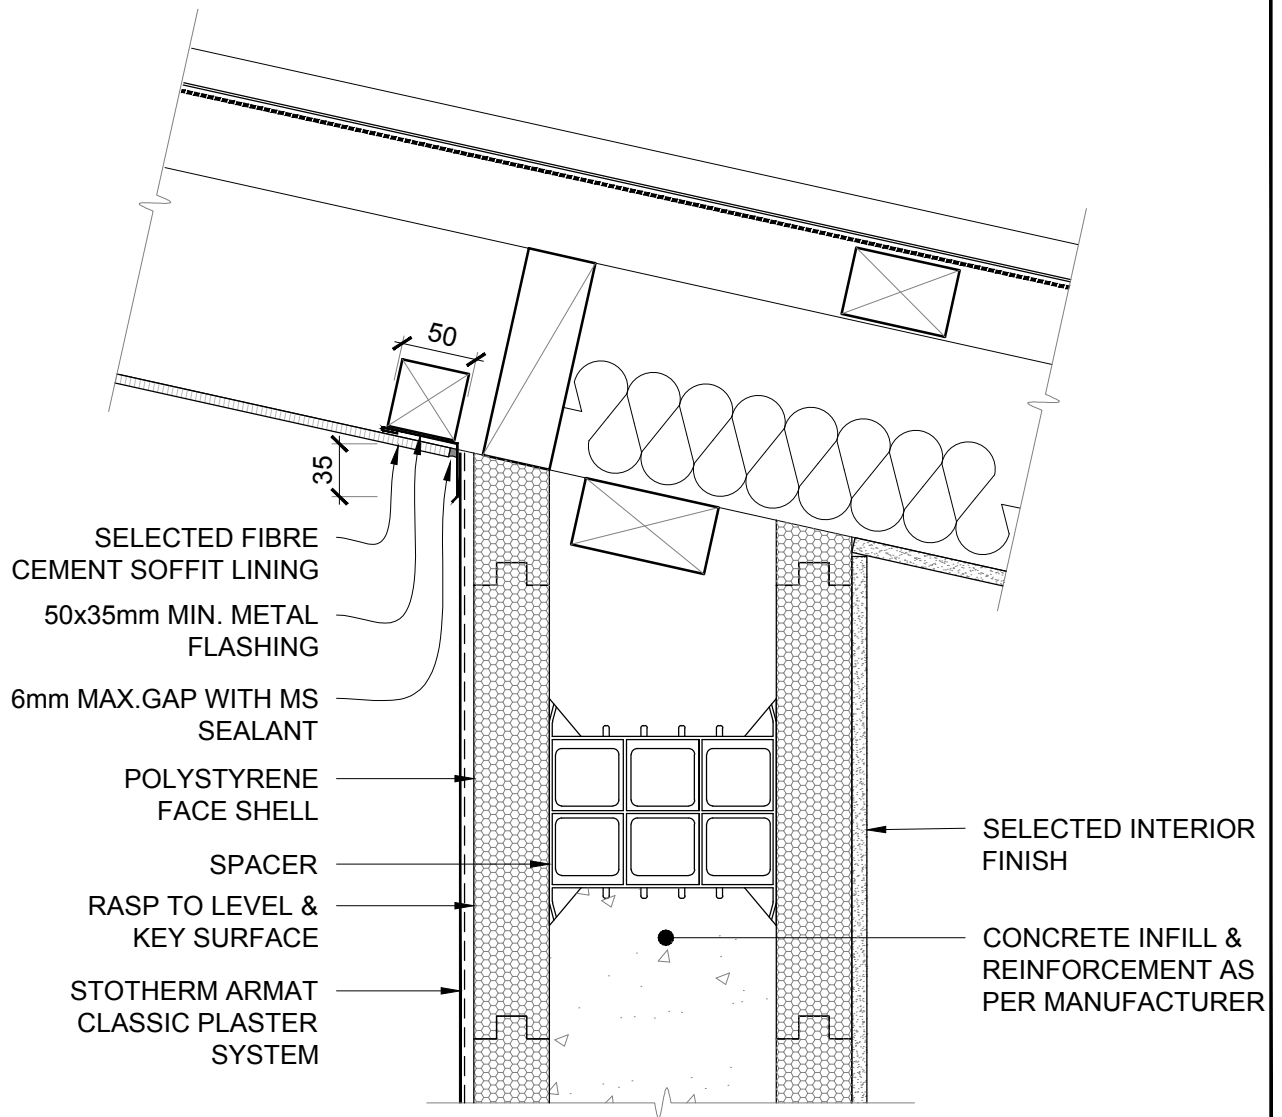 50
35
SELECTED FIBRE
CEMENT SOFFIT LINING
50x35mm MIN. METAL
FLASHING
6mm MAX.GAP WITH MS
SEALANT
POLYSTYRENE
FACE SHELL
SPACER
RASP TO LEVEL &
KEY SURFACE
STOTHERM ARMAT
CLASSIC PLASTER
SYSTEM
SELECTED INTERIOR
FINISH
CONCRETE INFILL &
REINFORCEMENT AS
PER MANUFACTURER